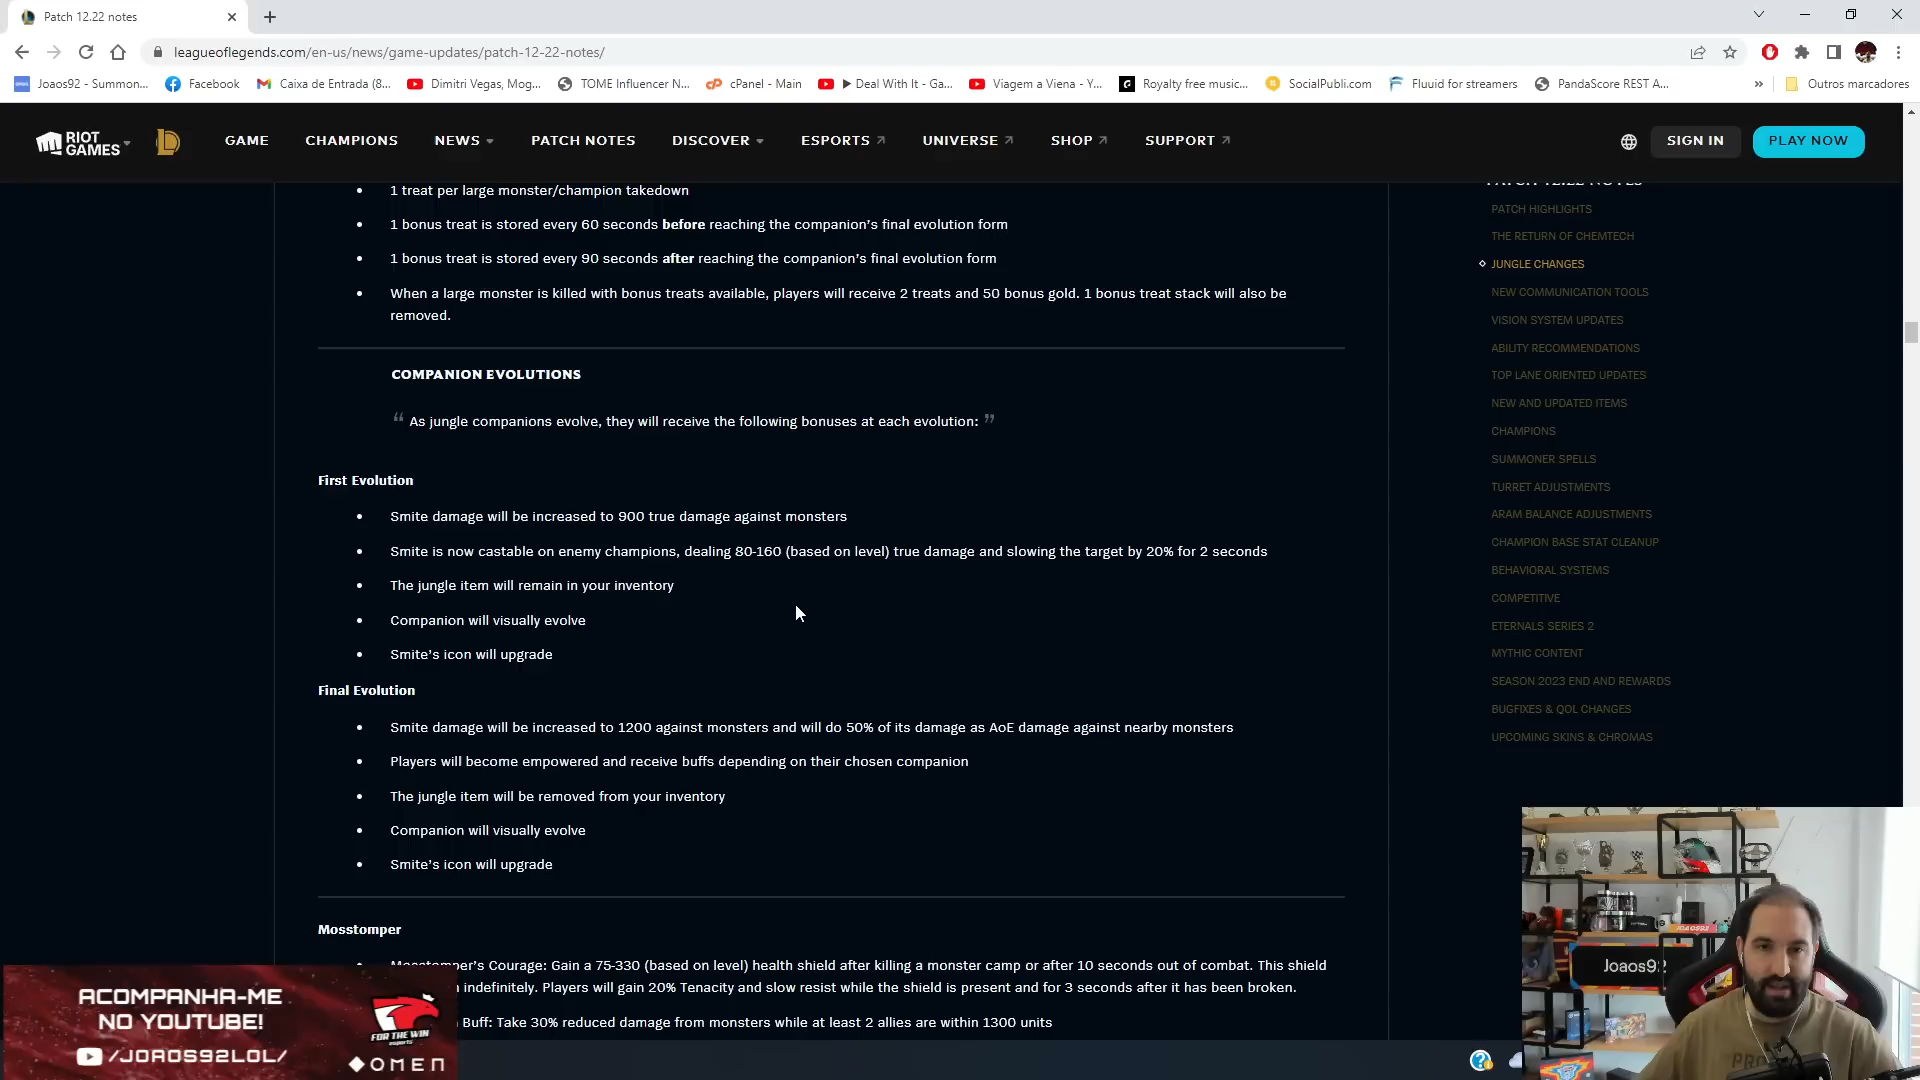 Patch 12.22 notes
leagueoflegends.com/en-us/news/game-updates/patch-12-22-notes/
Joaos92 - Summon... Facebook Caixa de Entrada (8... Dimitri Vegas, Mog... TOME Influencer N... cPanel - Main ▶ Deal With It - Ga... Viagem a Viena - Y... Royalty free music... SocialPubli.com Fluuid for streamers PandaScore REST A... » Outros marcadores
RIOT GAMES GAME CHAMPIONS NEWS PATCH NOTES DISCOVER ESPORTS UNIVERSE SHOP SUPPORT SIGN IN PLAY NOW
• 1 treat per large monster/champion takedown
• 1 bonus treat is stored every 60 seconds before reaching the companion’s final evolution form
• 1 bonus treat is stored every 90 seconds after reaching the companion’s final evolution form
• When a large monster is killed with bonus treats available, players will receive 2 treats and 50 bonus gold. 1 bonus treat stack will also be
removed.
COMPANION EVOLUTIONS
“ As jungle companions evolve, they will receive the following bonuses at each evolution: ”
First Evolution
• Smite damage will be increased to 900 true damage against monsters
• Smite is now castable on enemy champions, dealing 80-160 (based on level) true damage and slowing the target by 20% for 2 seconds
• The jungle item will remain in your inventory
• Companion will visually evolve
• Smite’s icon will upgrade
Final Evolution
• Smite damage will be increased to 1200 against monsters and will do 50% of its damage as AoE damage against nearby monsters
• Players will become empowered and receive buffs depending on their chosen companion
• The jungle item will be removed from your inventory
• Companion will visually evolve
• Smite’s icon will upgrade
Mosstomper
Mosstomper’s Courage: Gain a 75-330 (based on level) health shield after killing a monster camp or after 10 seconds out of combat. This shield
indefinitely. Players will gain 20% Tenacity and slow resist while the shield is present and for 3 seconds after it has been broken.
Buff: Take 30% reduced damage from monsters while at least 2 allies are within 1300 units
PATCH 12.22 NOTES
PATCH HIGHLIGHTS
THE RETURN OF CHEMTECH
JUNGLE CHANGES
NEW COMMUNICATION TOOLS
VISION SYSTEM UPDATES
ABILITY RECOMMENDATIONS
TOP LANE ORIENTED UPDATES
NEW AND UPDATED ITEMS
CHAMPIONS
SUMMONER SPELLS
TURRET ADJUSTMENTS
ARAM BALANCE ADJUSTMENTS
CHAMPION BASE STAT CLEANUP
BEHAVIORAL SYSTEMS
COMPETITIVE
ETERNALS SERIES 2
MYTHIC CONTENT
SEASON 2023 END AND REWARDS
BUGFIXES & QOL CHANGES
UPCOMING SKINS & CHROMAS
ACOMPANHA-ME
NO YOUTUBE!
/JOAOS92LOL/
FOR THE WIN
esports
OMEN
JOAOS92
Joaos92